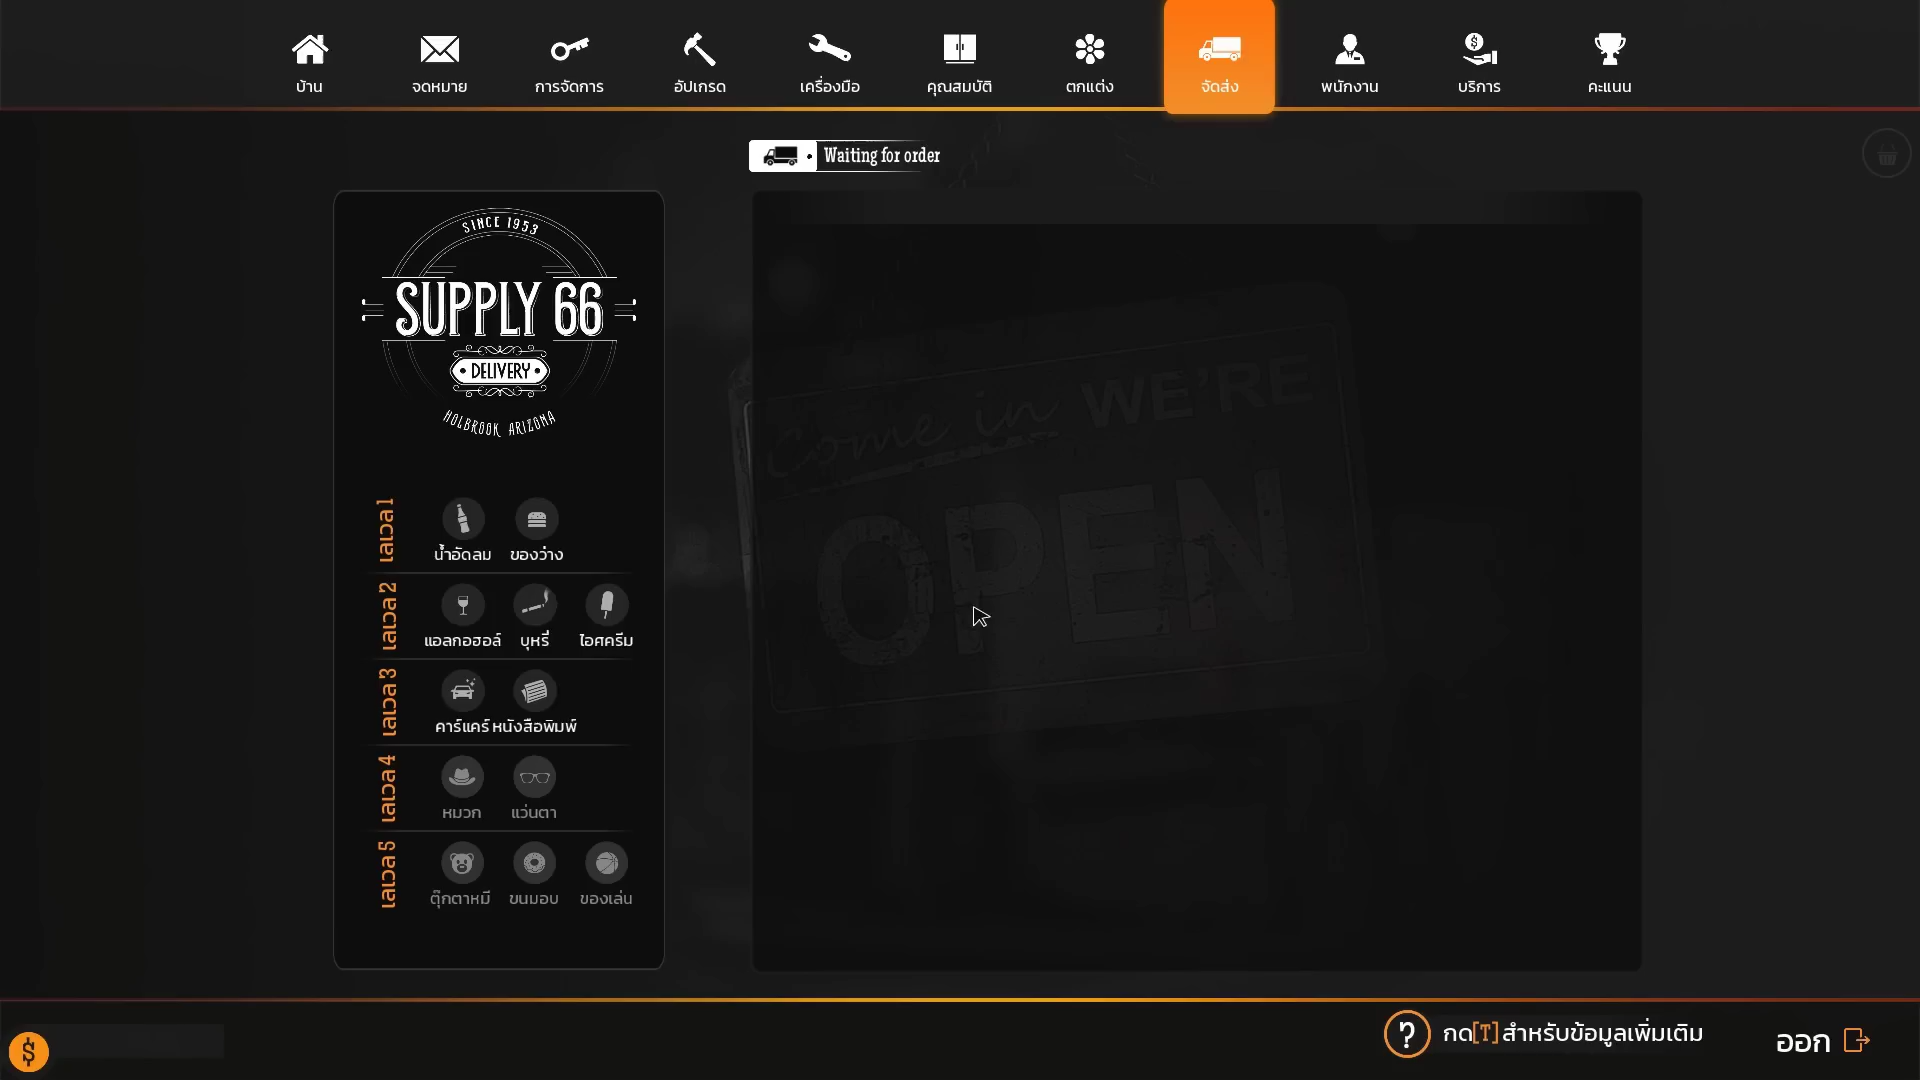 บ้าน
จดหมาย
การจัดการ
อัปเกรด
เครื่องมือ
คุณสมบัติ
ตกแต่ง
จัดส่ง
พนักงาน
บริการ
คะแนน
Waiting for order
SINCE 1953
SUPPLY 66
DELIVERY
HOLBROOK, ARIZONA
Come in WE'RE
OPEN
เลเวล 1
น้ำอัดลม
ของว่าง
เลเวล 2
แอลกอฮอล์
บุหรี่
ไอศครีม
เลเวล 3
คาร์แคร์
หนังสือพิมพ์
เลเวล 4
หมวก
แว่นตา
เลเวล 5
ตุ๊กตาหมี
ขนมอบ
ของเล่น
กด[T]สำหรับข้อมูลเพิ่มเติม
ออก